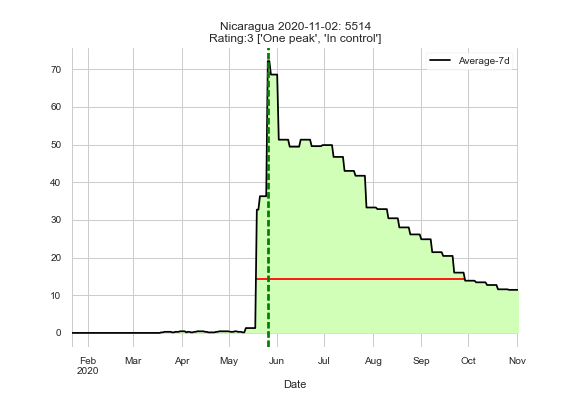 Nicaragua 2020-11-02: 5514
Rating:3 ['One peak', 'In control']
Average-7d
70
60
50
40
30
20
10
0
Feb Mar Apr May Jun Jul Aug Sep Oct Nov
2020
Date